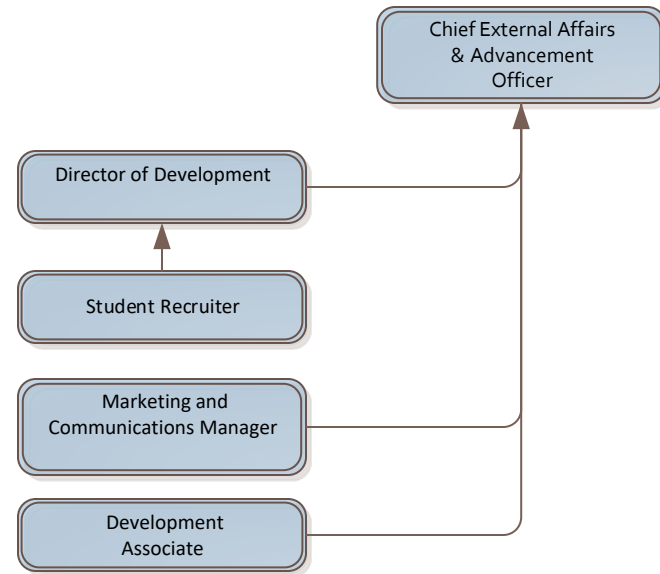 Chief External Affairs
& Advancement
Officer
Director of Development
Student Recruiter
Marketing and
Communications Manager
Development
Associate